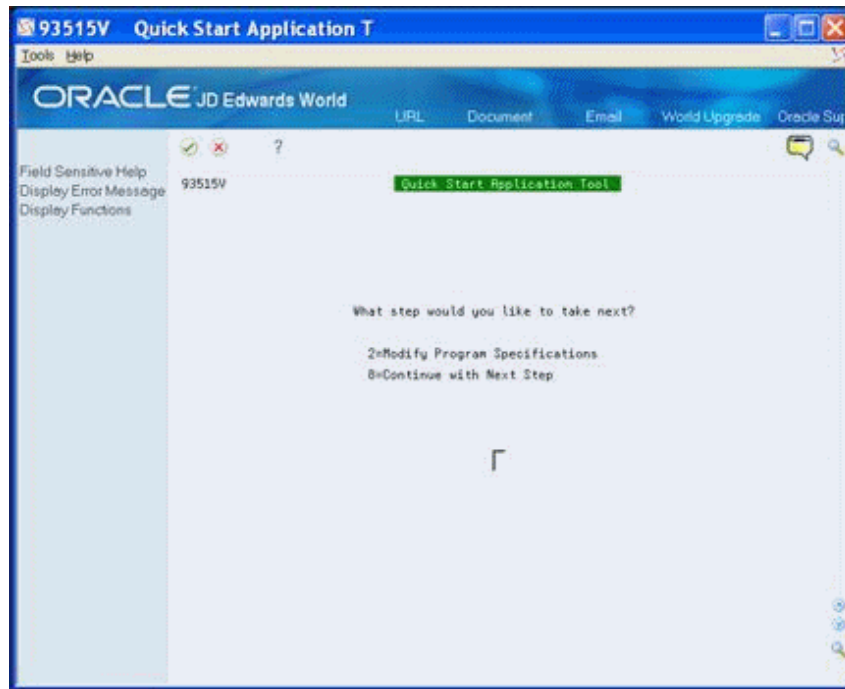 93515V Quick Start Application T
Tools Help
ORACLE JD Edwards World
URL Document Email World Upgrade Oracle Sup
?
Field Sensitive Help
Display Error Message
Display Functions
93515V Quick Start Application Tool
What step would you like to take next?
2=Modify Program Specifications
8=Continue with Next Step